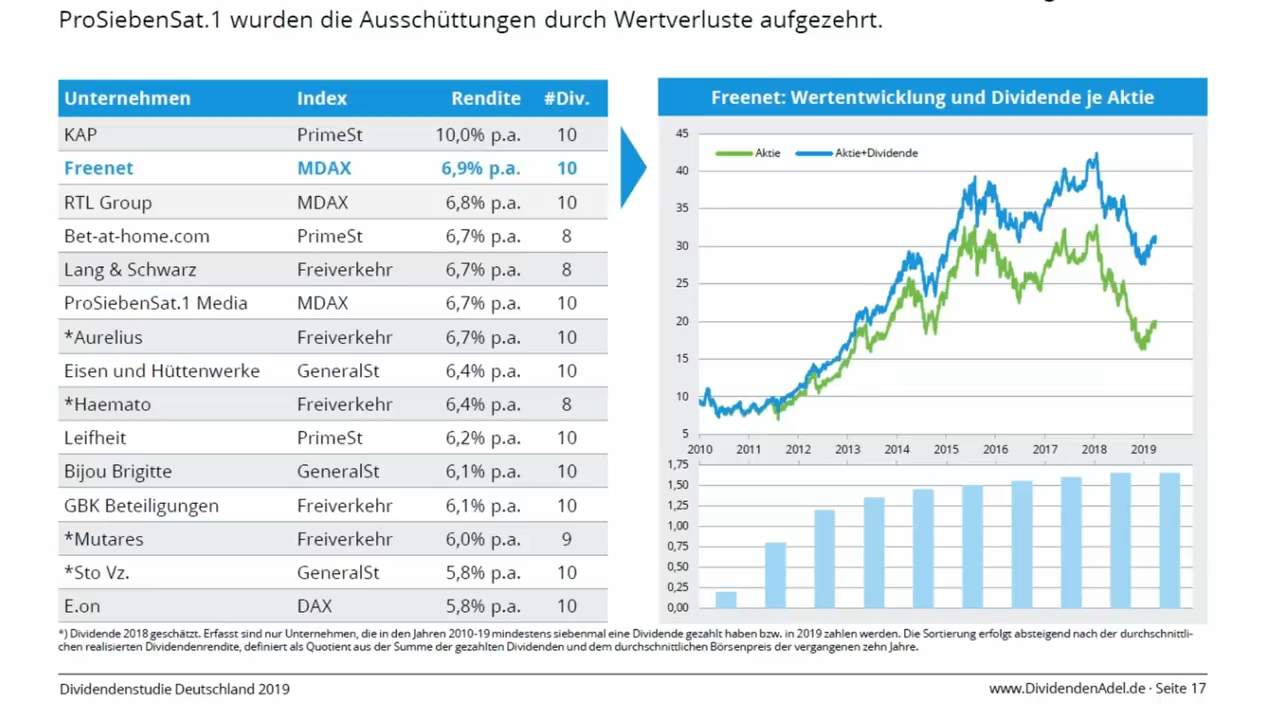 ProSiebenSat.1 wurden die Ausschüttungen durch Wertverluste aufgezehrt.
Unternehmen Index Rendite #Div.
KAP PrimeSt 10,0% p.a. 10
Freenet MDAX 6,9% p.a. 10
RTL Group MDAX 6,8% p.a. 10
Bet-at-home.com PrimeSt 6,7% p.a. 8
Lang & Schwarz Freiverkehr 6,7% p.a. 8
ProSiebenSat.1 Media MDAX 6,7% p.a. 10
*Aurelius Freiverkehr 6,7% p.a. 10
Eisen und Hüttenwerke GeneralSt 6,4% p.a. 10
*Haemato Freiverkehr 6,4% p.a. 8
Leifheit PrimeSt 6,2% p.a. 10
Bijou Brigitte GeneralSt 6,1% p.a. 10
GBK Beteiligungen Freiverkehr 6,1% p.a. 10
*Mutares Freiverkehr 6,0% p.a. 9
*Sto Vz. GeneralSt 5,8% p.a. 10
E.on DAX 5,8% p.a. 10
Freenet: Wertentwicklung und Dividende je Aktie
45
Aktie Aktie+Dividende
40
35
30
25
20
15
10
5
2010 2011 2012 2013 2014 2015 2016 2017 2018 2019
1,75
1,50
1,25
1,00
0,75
0,50
0,25
0,00
*) Dividende 2018 geschätzt. Erfasst sind nur Unternehmen, die in den Jahren 2010-19 mindestens siebenmal eine Dividende gezahlt haben bzw. in 2019 zahlen werden. Die Sortierung erfolgt absteigend nach der durchschnittli-
chen realisierten Dividendenrendite, definiert als Quotient aus der Summe der gezahlten Dividenden und dem durchschnittlichen Börsenpreis der vergangenen zehn Jahre.
Dividendenstudie Deutschland 2019
www.DividendenAdel.de · Seite 17